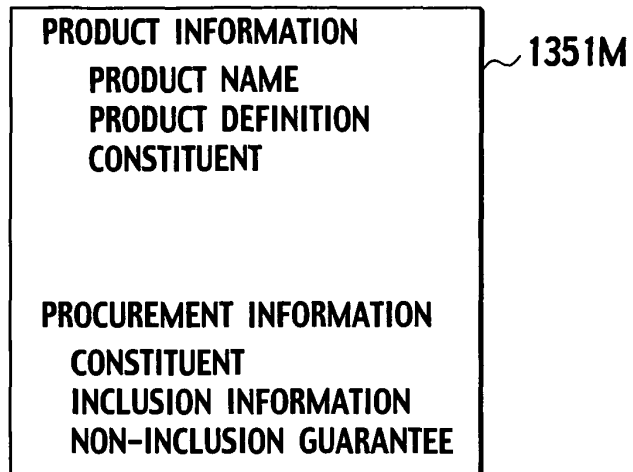 PRODUCT INFORMATION
1351M
PRODUCT NAME
PRODUCT DEFINITION
CONSTITUENT
PROCUREMENT INFORMATION
CONSTITUENT
INCLUSION INFORMATION
NON-INCLUSION GUARANTEE